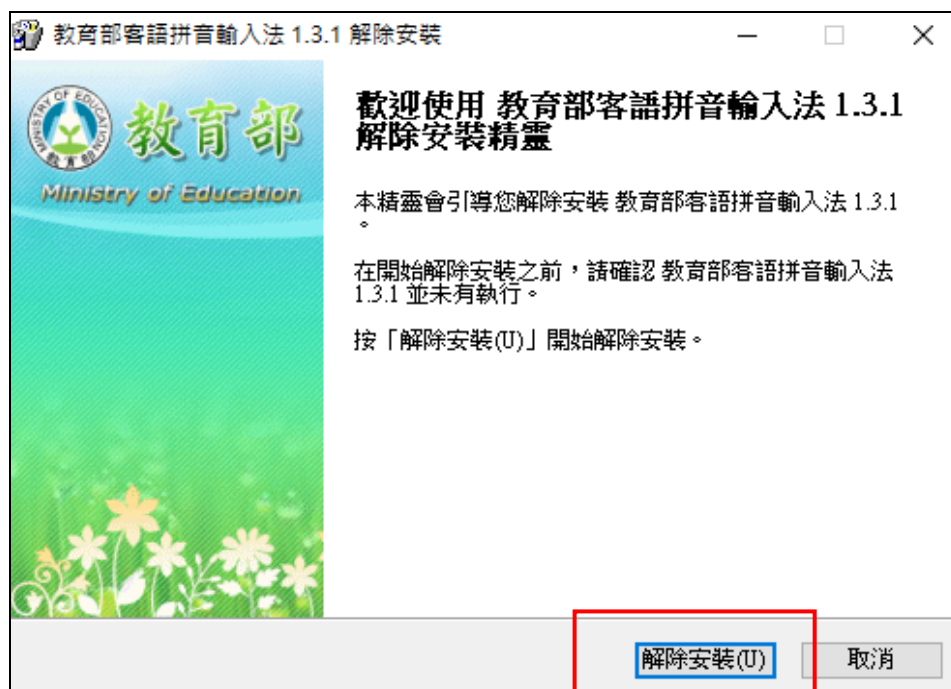 教育部客語拼音輸入法 1.3.1 解除安裝
MINISTRY OF EDUCATION
教育部
教育部
Ministry of Education
歡迎使用 教育部客語拼音輸入法 1.3.1
解除安裝精靈
本精靈會引導您解除安裝 教育部客語拼音輸入法 1.3.1
。
在開始解除安裝之前，請確認 教育部客語拼音輸入法
1.3.1 並未有執行。
按「解除安裝(U)」開始解除安裝。
解除安裝(U)
取消